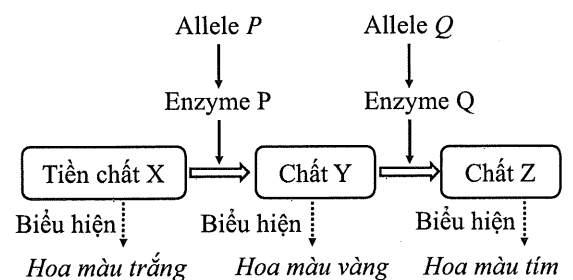 Allele P Allele Q
Enzyme P Enzyme Q
Tiền chất X Chất Y Chất Z
Biểu hiện Biểu hiện Biểu hiện
Hoa màu trắng Hoa màu vàng Hoa màu tím